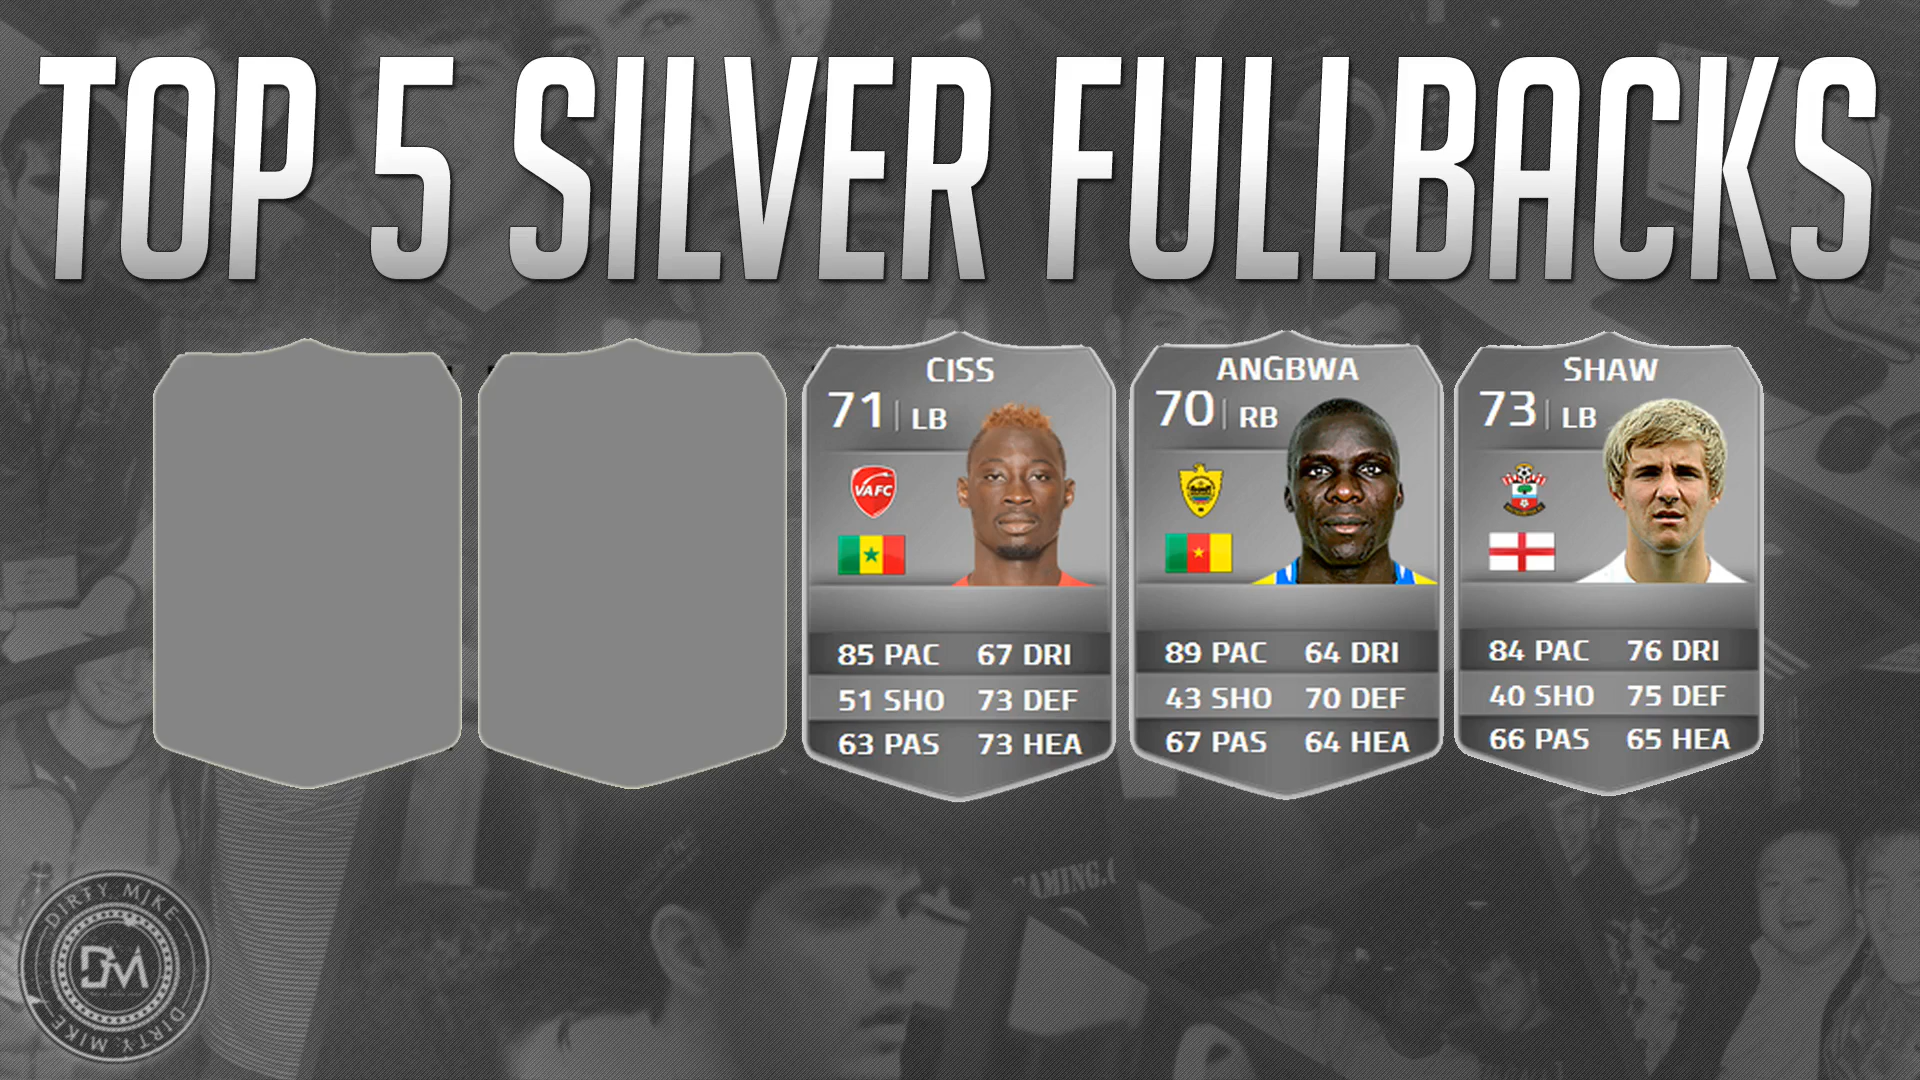 TOP 5 SILVER FULLBACKS
CISS
71 | LB
VAFC
85 PAC 67 DRI
51 SHO 73 DEF
63 PAS 73 HEA
ANGBWA
70 | RB
89 PAC 64 DRI
43 SHO 70 DEF
67 PAS 64 HEA
SHAW
73 | LB
84 PAC 76 DRI
40 SHO 75 DEF
66 PAS 65 HEA
AMING.C
DIRTY MIKE
DM
DIRTY MIKE